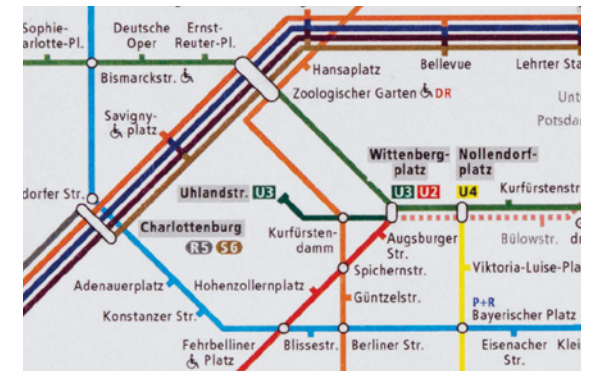 Sophie-
arlotte-Pl.
Deutsche
Oper
Ernst-
Reuter-Pl.
Bismarckstr.
Hansaplatz
Bellevue
Lehrter Sta
Zoologischer Garten DR
Unt
Potsda
Savigny-
platz
Wittenberg-
platz
U3 U2
Nollendorf-
platz
U4
Kurfürstenstr
dorfer Str.
Uhlandstr. U3
Charlottenburg
R5 S6
Kurfürsten-
damm
Augsburger
Str.
Bülowstr.
Spichernstr.
Viktoria-Luise-Pla
Adenauerplatz
Hohenzollernplatz
Güntzelstr.
Konstanzer Str.
P+R
Bayerischer Platz
Fehrbelliner
Platz
Blissestr.
Berliner Str.
Eisenacher
Str.
Klei